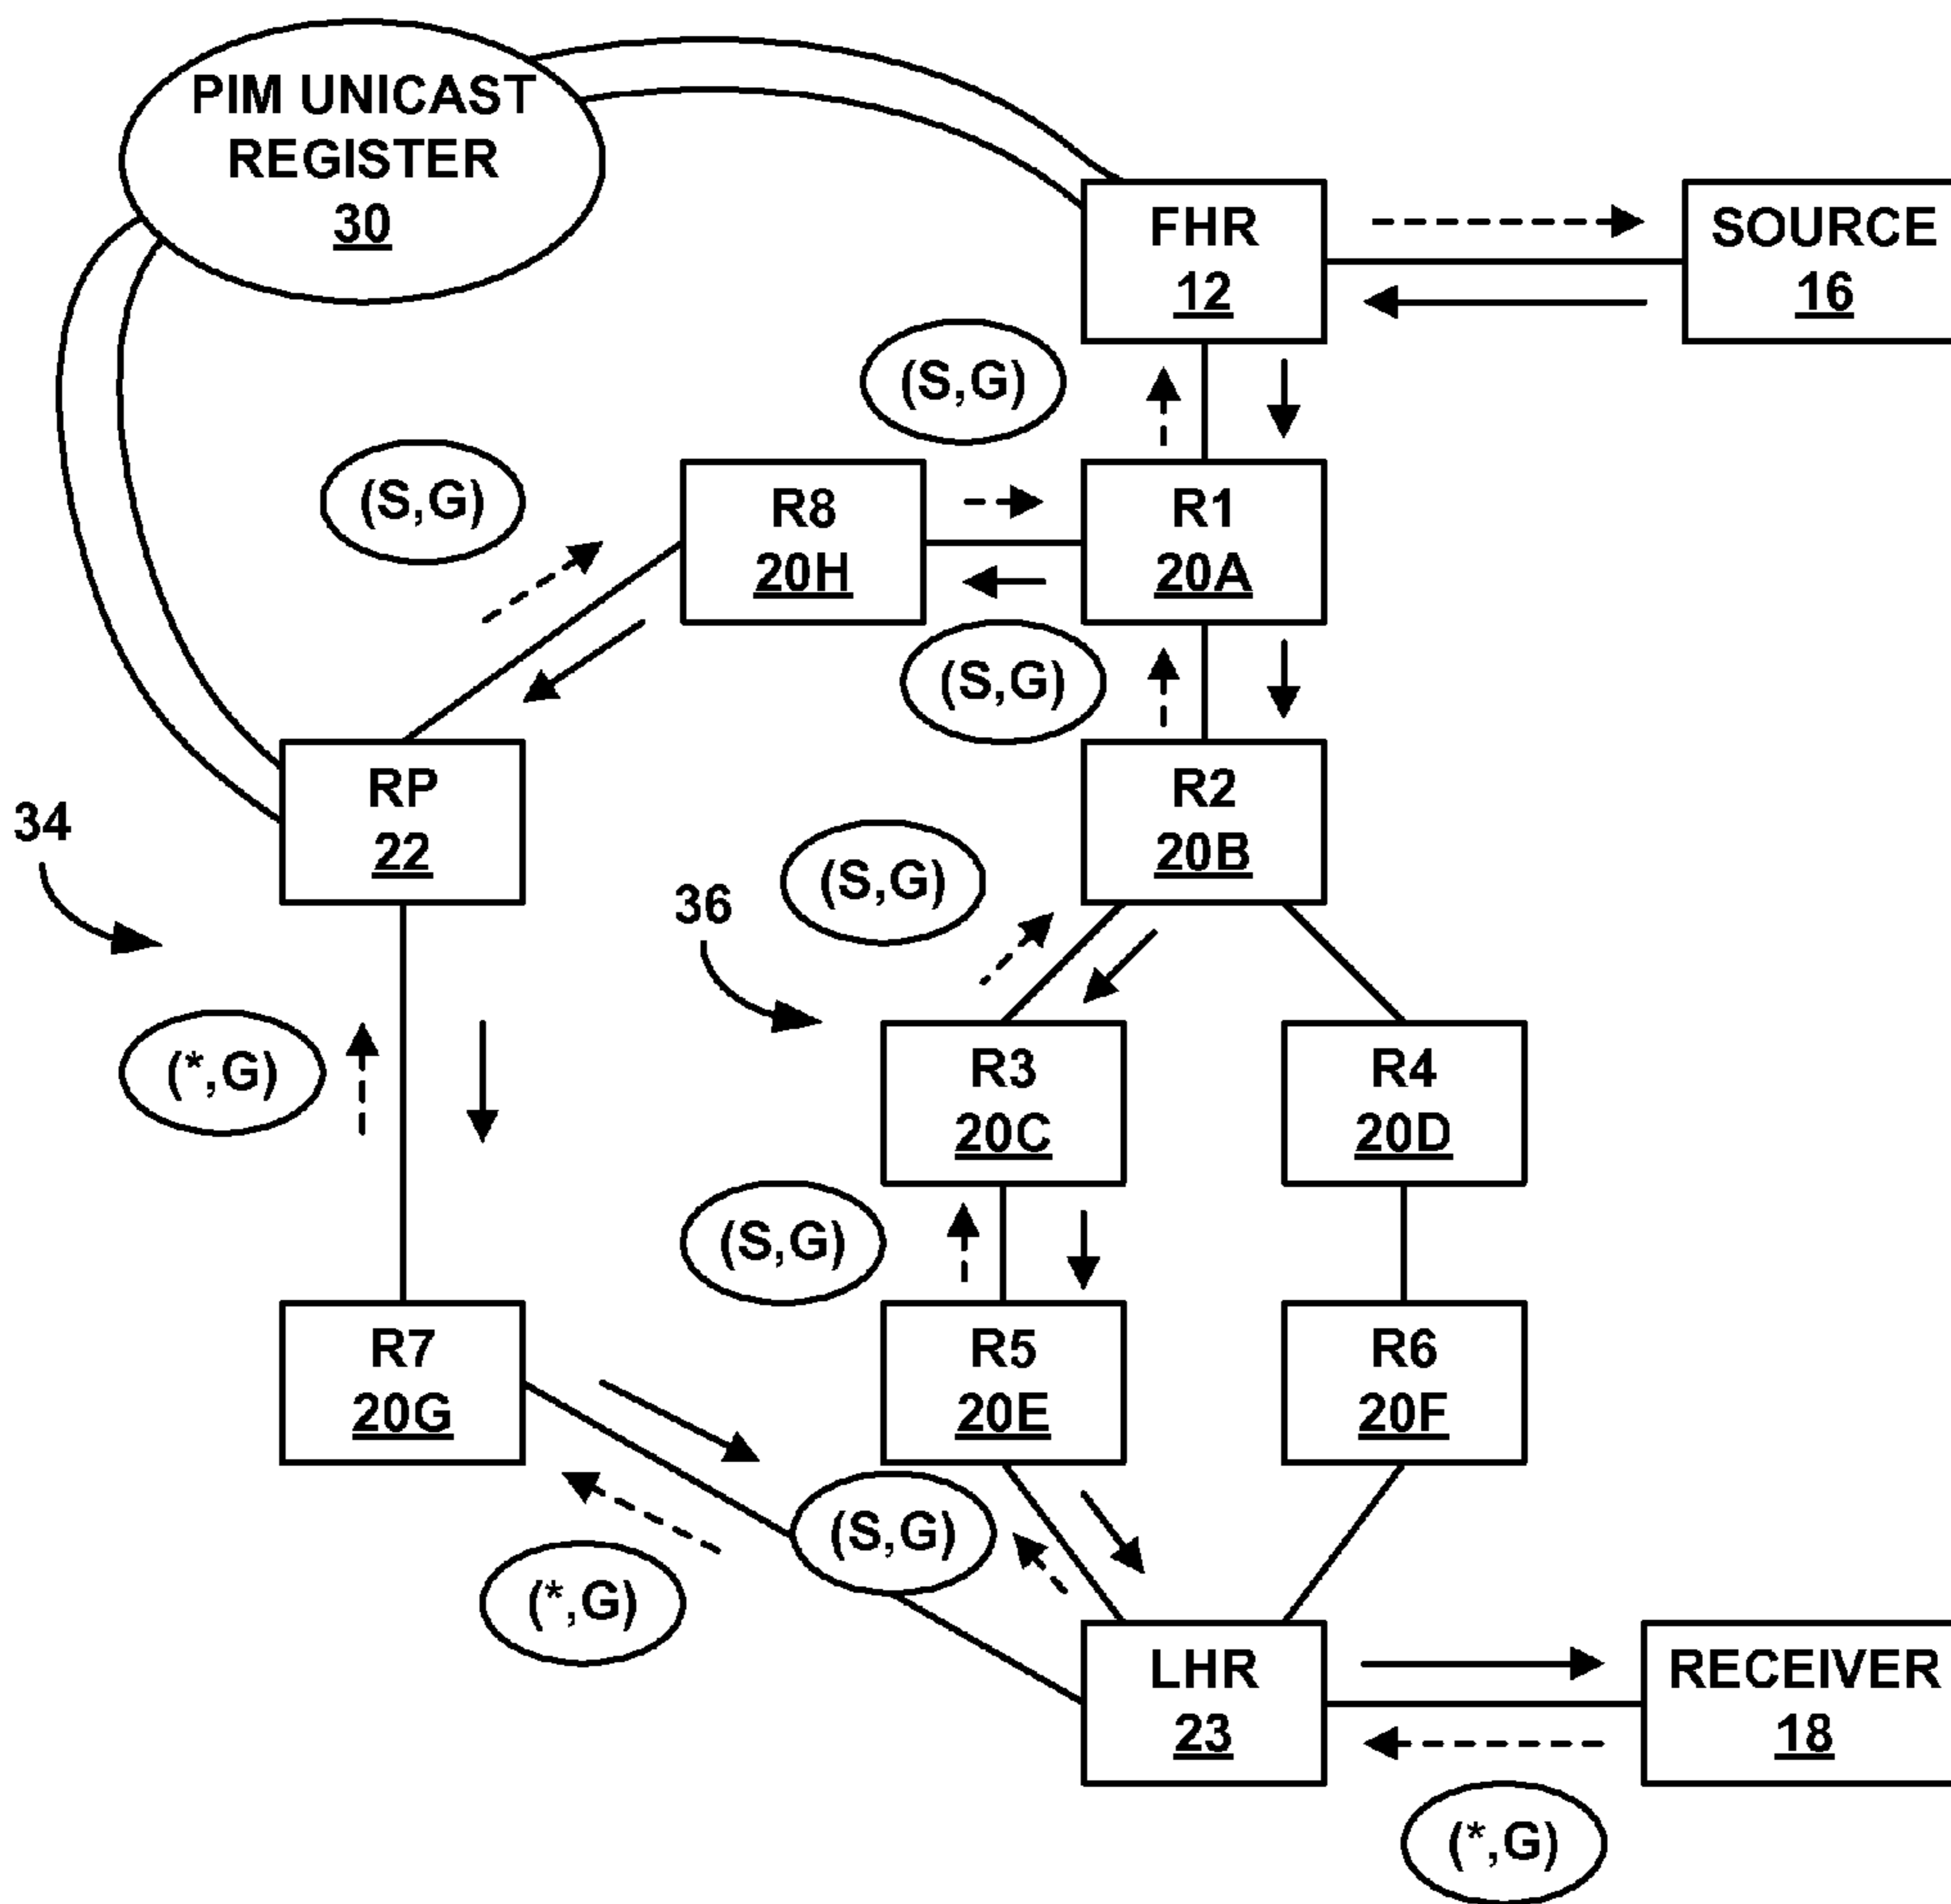 PIM UNICAST
REGISTER
30
FHR
12
SOURCE
16
(S,G)
(S,G)
R8
20H
R1
20A
(S,G)
RP
22
R2
20B
34
(S,G)
36
(*,G)
R3
20C
R4
20D
(S,G)
R7
20G
R5
20E
R6
20F
(S,G)
(*,G)
LHR
23
RECEIVER
18
(*,G)